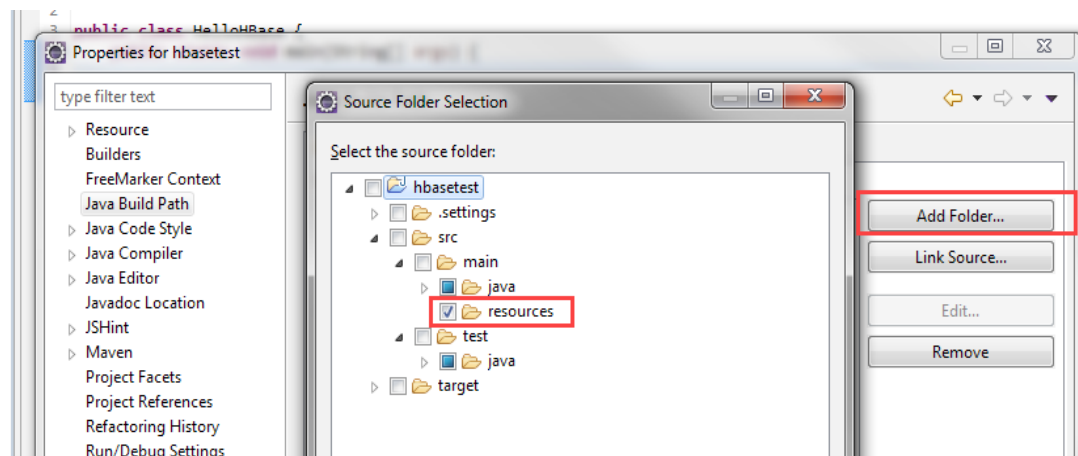 2
3 public class HelloHBase {
Properties for hbasetest
type filter text
Resource
Builders
FreeMarker Context
Java Build Path
Java Code Style
Java Compiler
Java Editor
Javadoc Location
JSHint
Maven
Project Facets
Project References
Refactoring History
Run/Debug Settings
Source Folder Selection
Select the source folder:
hbasetest
.settings
src
main
java
resources
test
java
target
Add Folder...
Link Source...
Edit...
Remove